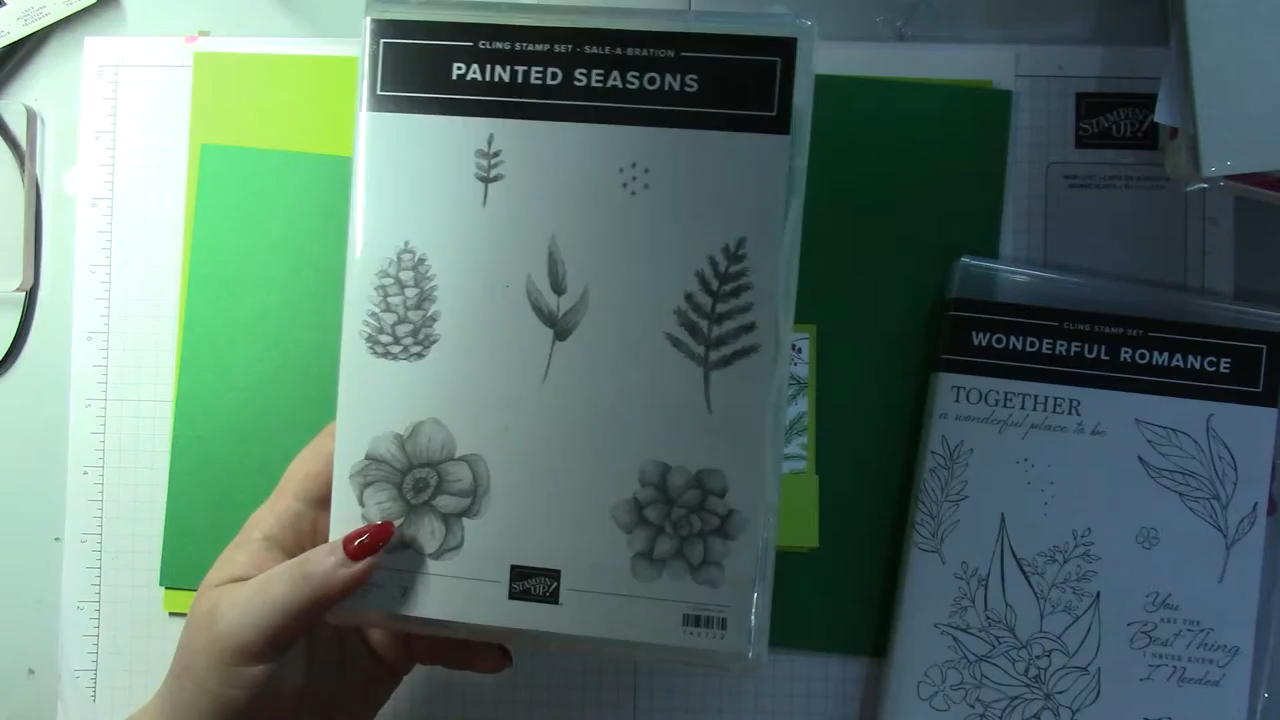 CLING STAMP SET • SALE-A-BRATION
PAINTED SEASONS
STAMPIN' UP!
STAMPIN' UP!
CLING STAMP SET
WONDERFUL ROMANCE
TOGETHER
a wonderful place to be
You
ARE THE
Best Thing
I NEVER KNEW
I Needed